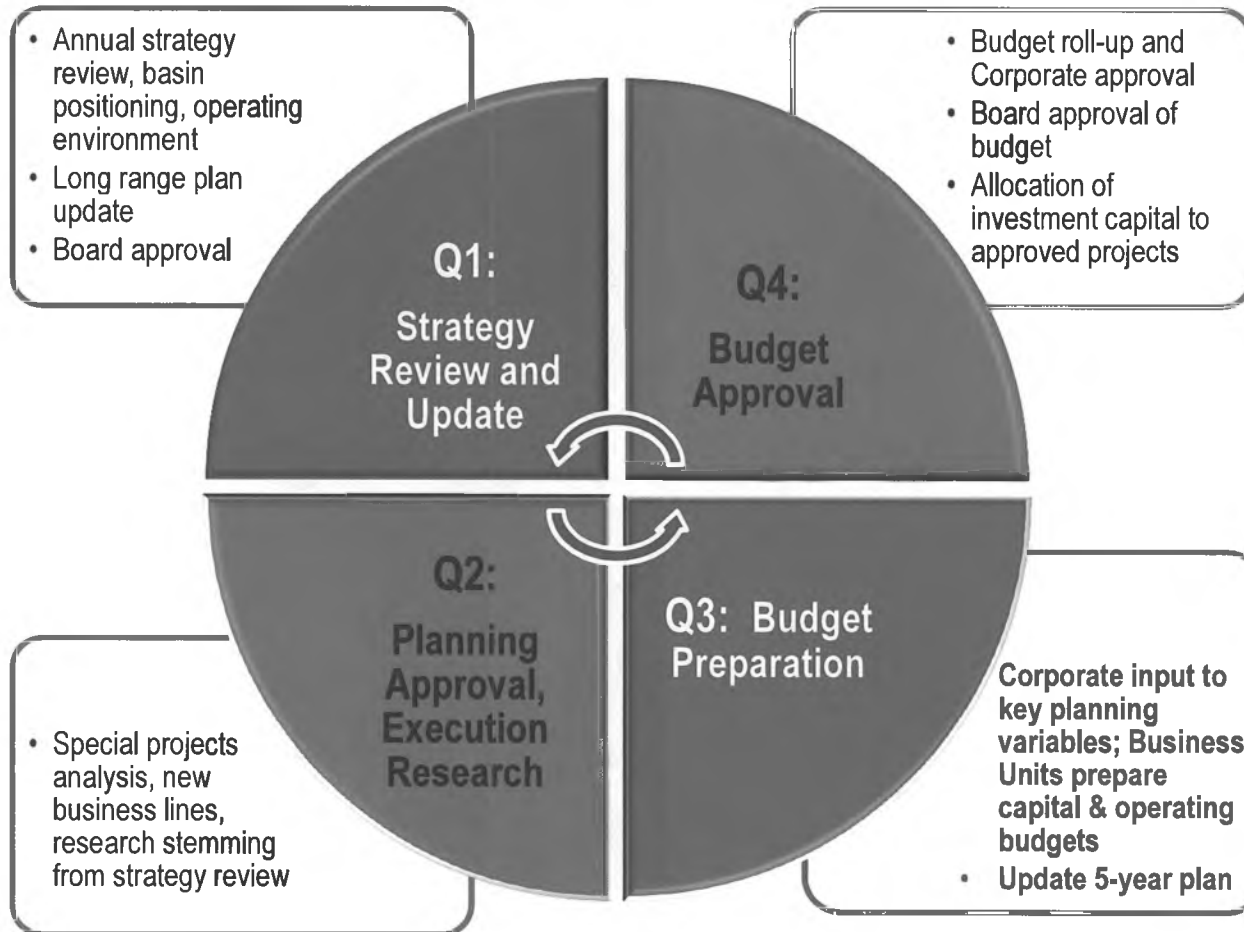 • Annual strategy
review, basin
positioning, operating
environment
• Long range plan
update
• Board approval
Q1:
Strategy
Review and
Update
• Budget roll-up and
Corporate approval
• Board approval of
budget
• Allocation of
investment capital to
approved projects
Q4:
Budget
Approval
Q2:
Planning
Approval,
Execution
Research
• Special projects
analysis, new
business lines,
research stemming
from strategy review
Q3: Budget
Preparation
Corporate input to
key planning
variables; Business
Units prepare
capital & operating
budgets
• Update 5-year plan